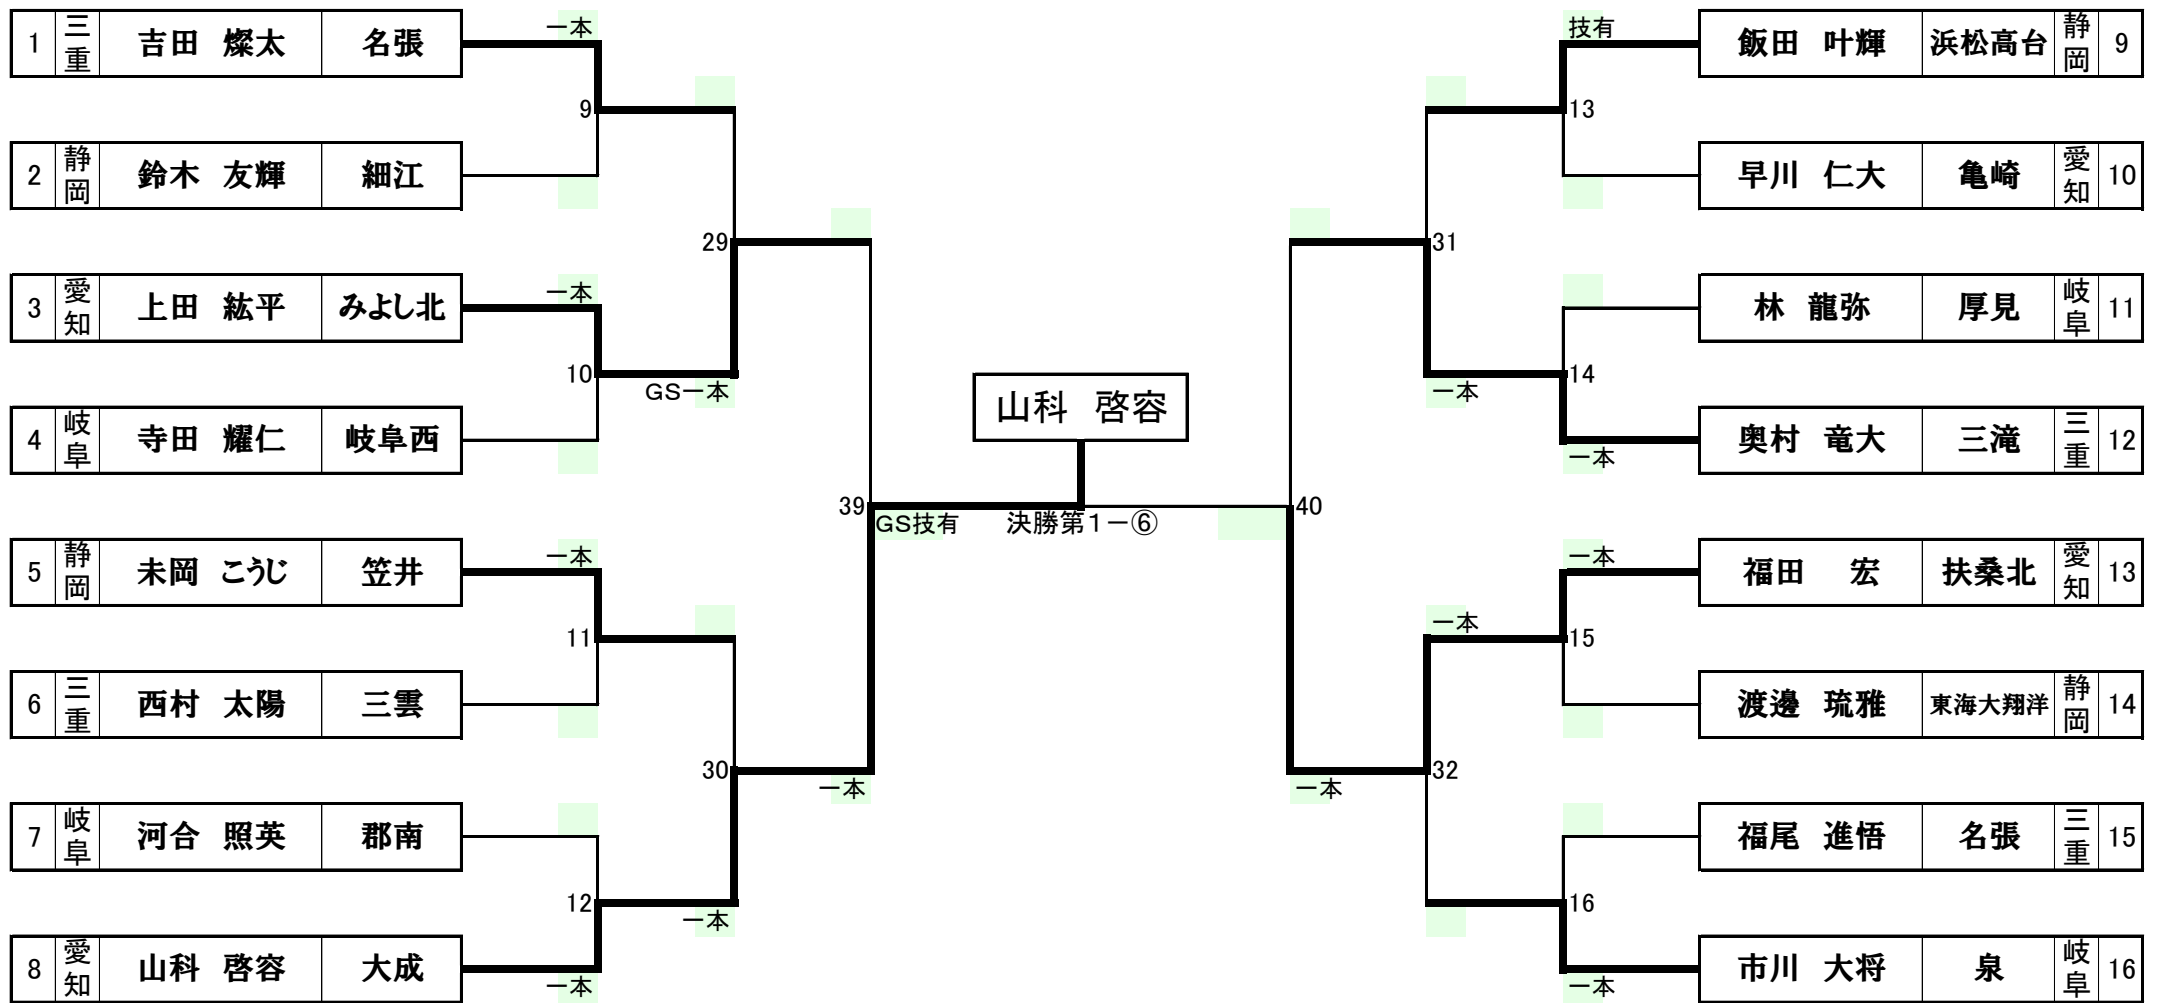 1 三重 吉田 燦太 名張
一本
9
2 静岡 鈴木 友輝 細江
29
3 愛知 上田 紘平 みよし北
一本
10
GS一本
4 岐阜 寺田 耀仁 岐阜西
39
5 静岡 未岡 こうじ 笠井
一本
11
6 三重 西村 太陽 三雲
30
一本
7 岐阜 河合 照英 郡南
12
一本
8 愛知 山科 啓容 大成
一本
山科 啓容
GS技有 決勝第1－⑥
技有
飯田 叶輝 浜松高台 静岡 9
13
早川 仁大 亀崎 愛知 10
31
林 龍弥 厚見 岐阜 11
14
一本
奥村 竜大 三滝 三重 12
一本
40
一本
福田 宏 扶桑北 愛知 13
一本
15
渡邊 琉雅 東海大翔洋 静岡 14
32
一本
福尾 進悟 名張 三重 15
16
市川 大将 泉 岐阜 16
一本